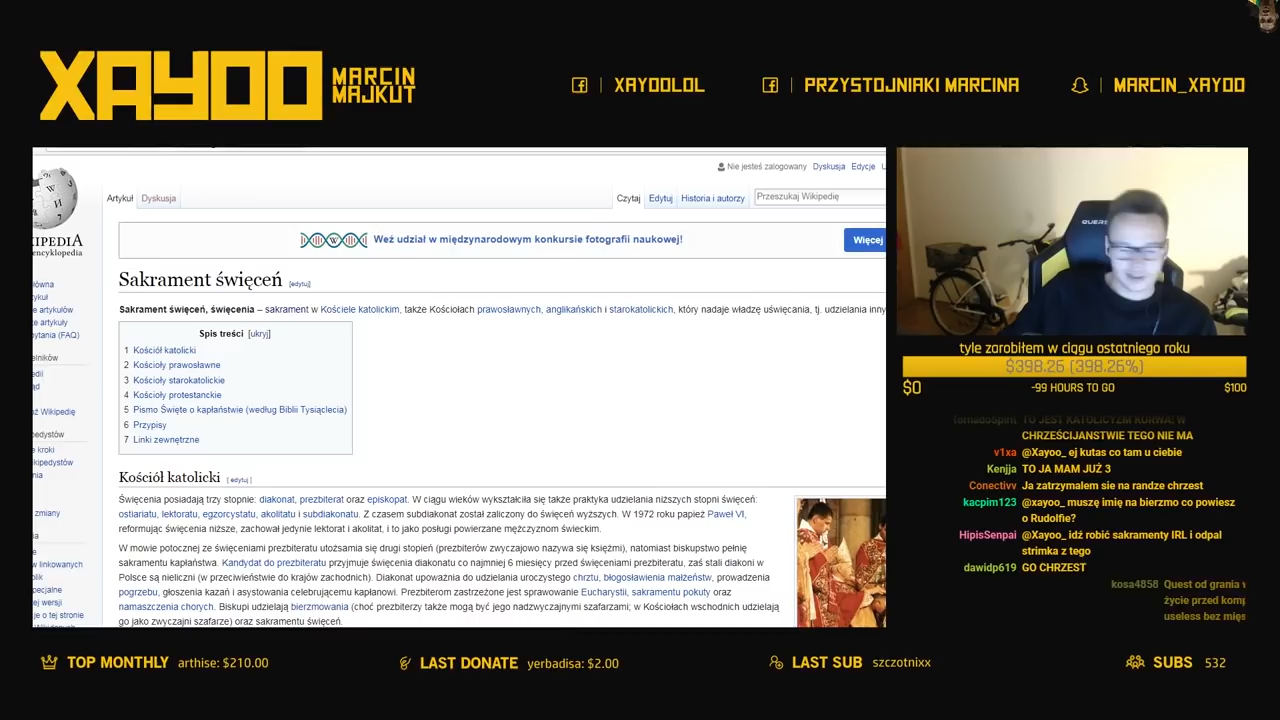 XAYOO
MARCIN
MAJKUT
XAYOOLOL
PRZYSTOJNIAKI MARCINA
MARCIN_XAYOO
Nie jesteś zalogowany Dyskusja Edycje
Artykuł Dyskusja
Czytaj Edytuj Historia i autorzy
Przeszukaj Wikipedię
Weź udział w międzynarodowym konkursie fotografii naukowej!
Więcej
Sakrament święceń [edytuj]
Sakrament święceń, święcenia – sakrament w Kościele katolickim, także Kościołach prawosławnych, anglikańskich i starokatolickich, który nadaje władzę uświęcania, tj. udzielania inny
Spis treści [ukryj]
1 Kościół katolicki
2 Kościoły prawosławne
3 Kościoły starokatolickie
4 Kościoły protestanckie
5 Pismo Święte o kapłaństwie (według Biblii Tysiąclecia)
6 Przypisy
7 Linki zewnętrzne
Kościół katolicki [ edytuj ]
Święcenia posiadają trzy stopnie: diakonat, prezbiterat oraz episkopat. W ciągu wieków wykształciła się także praktyka udzielania niższych stopni święceń:
ostiariatu, lektoratu, egzorcystatu, akolitatu i subdiakonatu. Z czasem subdiakonat został zaliczony do święceń wyższych. W 1972 roku papież Paweł VI,
reformując święcenia niższe, zachował jedynie lektorat i akolitat, i to jako posługi powierzane mężczyznom świeckim.
W mowie potocznej ze święceniami prezbiteratu utożsamia się drugi stopień (prezbiterów zwyczajowo nazywa się księżmi), natomiast biskupstwo pełnię
sakramentu kapłaństwa. Kandydat do prezbiteratu przyjmuje święcenia diakonatu co najmniej 6 miesięcy przed święceniami prezbiteratu, zaś stali diakoni w
Polsce są nieliczni (w przeciwieństwie do krajów zachodnich). Diakonat upoważnia do udzielania uroczystego chrztu, błogosławienia małżeństw, prowadzenia
pogrzebu, głoszenia kazań i asystowania celebrującemu kapłanowi. Prezbiterom zastrzeżone jest sprawowanie Eucharystii, sakramentu pokuty oraz
namaszczenia chorych. Biskupi udzielają bierzmowania (choć prezbiterzy także mogą być jego nadzwyczajnymi szafarzami; w Kościołach wschodnich udzielają
go jako zwyczajni szafarze) oraz sakramentu święceń.
tyle zarobiłem w ciągu ostatniego roku
$398.26 (398.26%)
$0 -99 HOURS TO GO $100
TornadoSpirit TO JEST KATOLICYZM KURWA! W
CHRZEŚCIJANSTWIE TEGO NIE MA
v1xa @Xayoo_ ej kutas co tam u ciebie
Kenjja TO JA MAM JUŻ 3
Conectivv Ja zatrzymalem sie na randze chrzest
kacpim123 @xayoo_ muszę imię na bierzmo co powiesz
o Rudolfie?
HipisSenpai @Xayoo_ idź robić sakramenty IRL i odpal
strimka z tego
dawidp619 GO CHRZEST
kosa4858 Quest od grania w
życie przed komp
useless bez mięs
TOP MONTHLY arthise: $210.00
LAST DONATE yerbadisa: $2.00
LAST SUB szczotnixx
SUBS 532